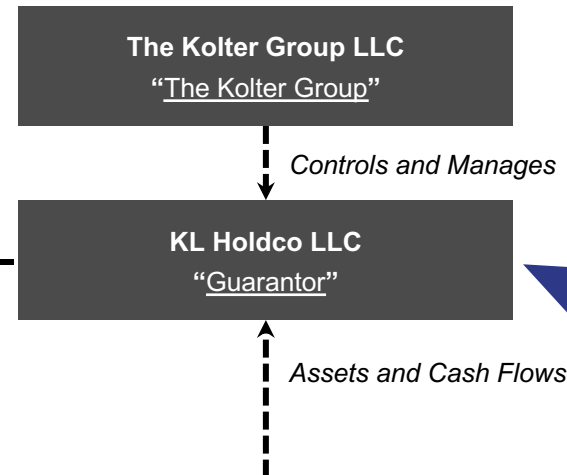 The Kolter Group LLC
“The Kolter Group”
Controls and Manages
KL Holdco LLC
“Guarantor”
Assets and Cash Flows